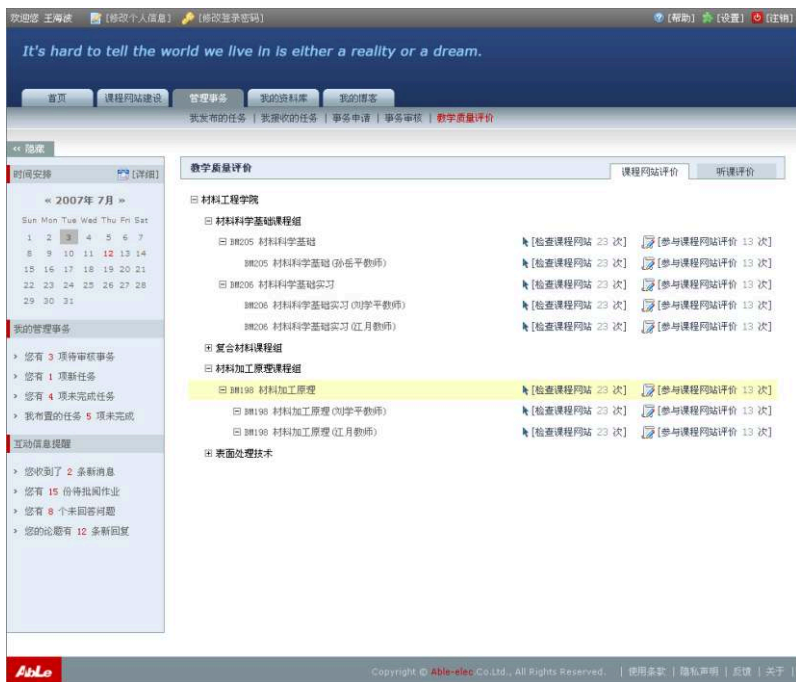 欢迎您 王海波 [修改个人信息] [修改登录密码] [帮助] [设置] [注销]
It's hard to tell the world we live in is either a reality or a dream.
首页 课程网站建设 管理事务 我的资料库 我的博客
我发布的任务 | 我接收的任务 | 事务申请 | 事务审核 | 教学质量评价
<< 隐藏
时间安排 [详细]
« 2007年 7月 »
Sun Mon Tue Wed Thu Fri Sat
1 2 3 4 5 6 7
8 9 10 11 12 13 14
15 16 17 18 19 20 21
22 23 24 25 26 27 28
29 30 31
我的管理事务
您有 3 项待审核事务
您有 1 项新任务
您有 4 项未完成任务
我布置的任务 5 项未完成
互动信息提醒
您收到了 2 条新消息
您有 15 份待批阅作业
您有 8 个未回答问题
您的论题有 12 条新回复
教学质量评价 课程网站评价 听课评价
材料工程学院
材料科学基础课程组
BM205 材料科学基础 [检查课程网站 23 次] [参与课程网站评价 13 次]
BM205 材料科学基础(孙岳平教师) [检查课程网站 23 次] [参与课程网站评价 13 次]
BM206 材料科学基础实习 [检查课程网站 23 次] [参与课程网站评价 13 次]
BM206 材料科学基础实习(刘学平教师) [检查课程网站 23 次] [参与课程网站评价 13 次]
BM206 材料科学基础实习(江月教师) [检查课程网站 23 次] [参与课程网站评价 13 次]
复合材料课程组
材料加工原理课程组
BM198 材料加工原理 [检查课程网站 23 次] [参与课程网站评价 13 次]
BM198 材料加工原理(刘学平教师) [检查课程网站 23 次] [参与课程网站评价 13 次]
BM198 材料加工原理(江月教师) [检查课程网站 23 次] [参与课程网站评价 13 次]
表面处理技术
AbLe
Copyright © Able-elec Co.Ltd., All Rights Reserved. | 使用条款 | 隐私声明 | 反馈 | 关于 |